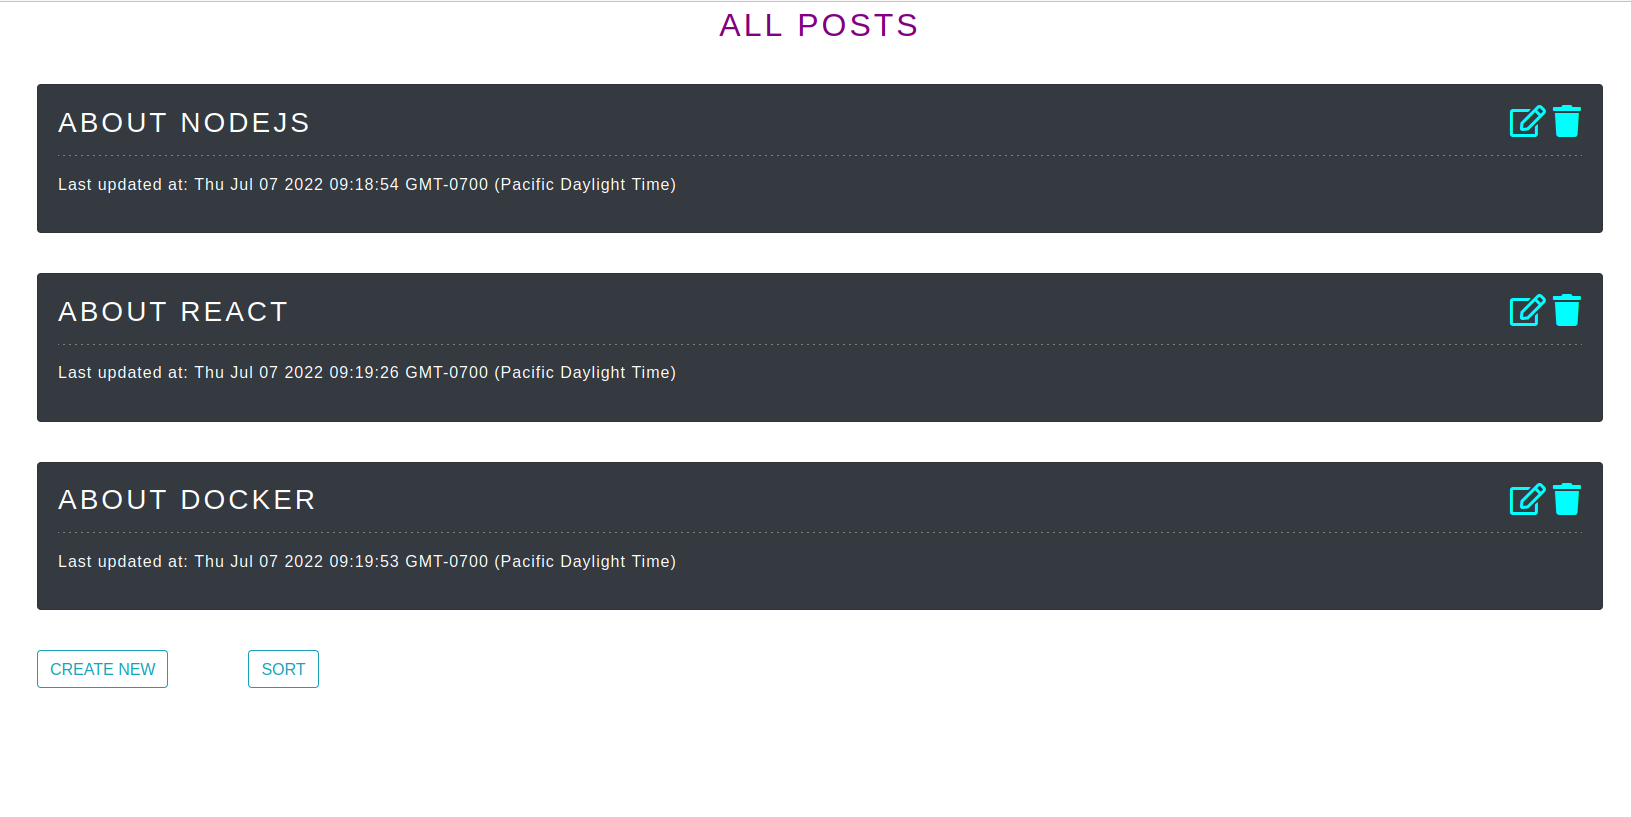 ALL POSTS
ABOUT NODEJS
Last updated at: Thu Jul 07 2022 09:18:54 GMT-0700 (Pacific Daylight Time)
ABOUT REACT
Last updated at: Thu Jul 07 2022 09:19:26 GMT-0700 (Pacific Daylight Time)
ABOUT DOCKER
Last updated at: Thu Jul 07 2022 09:19:53 GMT-0700 (Pacific Daylight Time)
CREATE NEW SORT